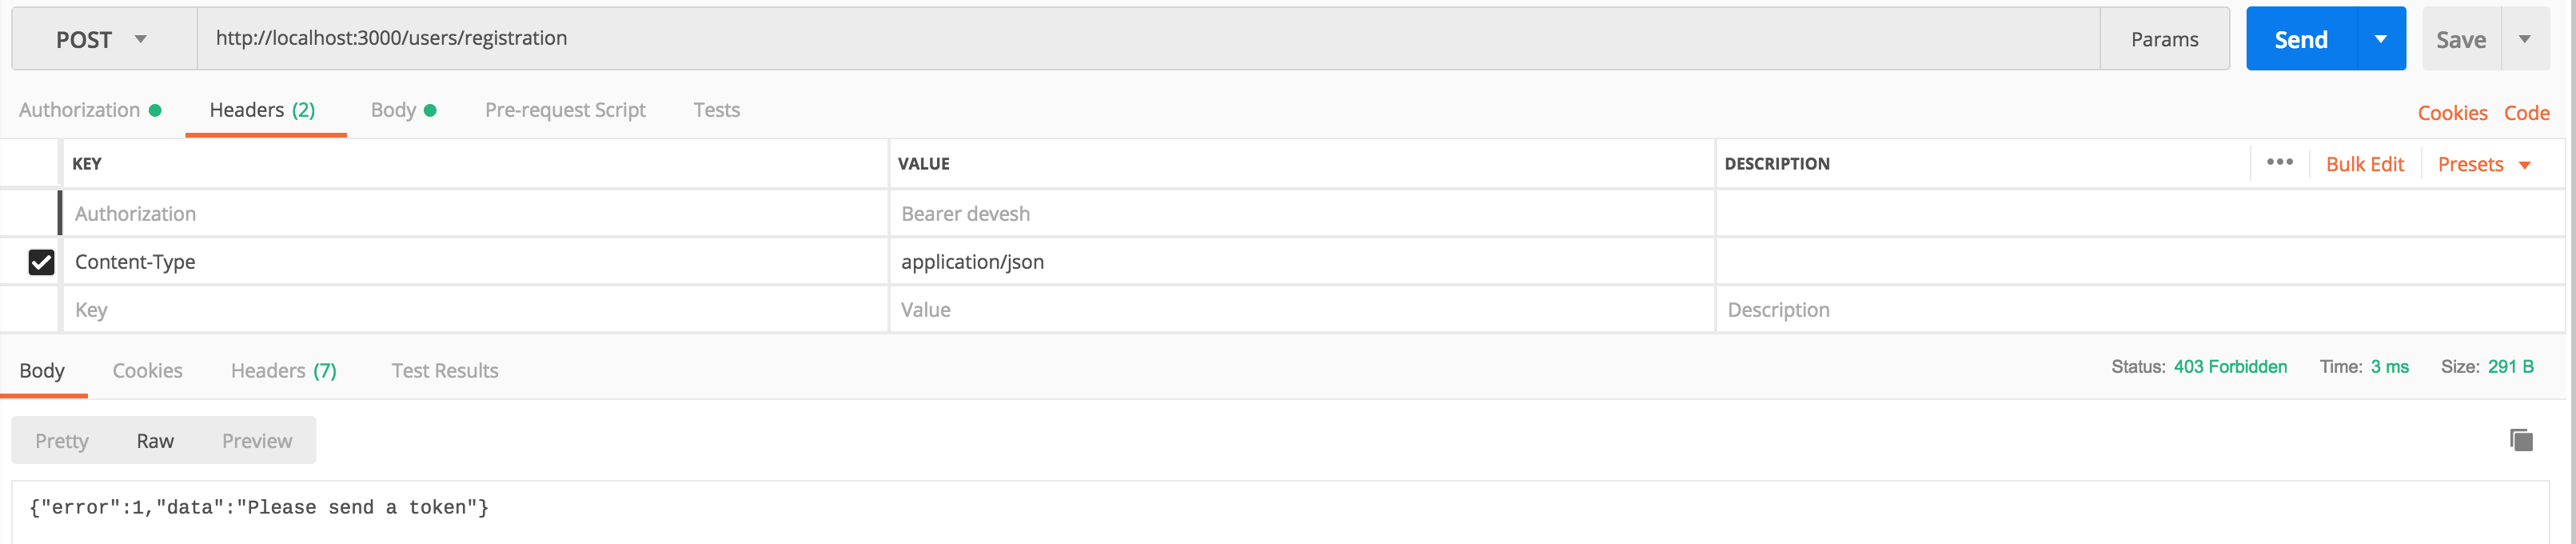 POST http://localhost:3000/users/registration Params Send Save
Authorization Headers (2) Body Pre-request Script Tests Cookies Code
KEY VALUE DESCRIPTION ••• Bulk Edit Presets
Authorization Bearer devesh
Content-Type application/json
Key Value Description
Body Cookies Headers (7) Test Results Status: 403 Forbidden Time: 3 ms Size: 291 B
Pretty Raw Preview
{"error":1,"data":"Please send a token"}